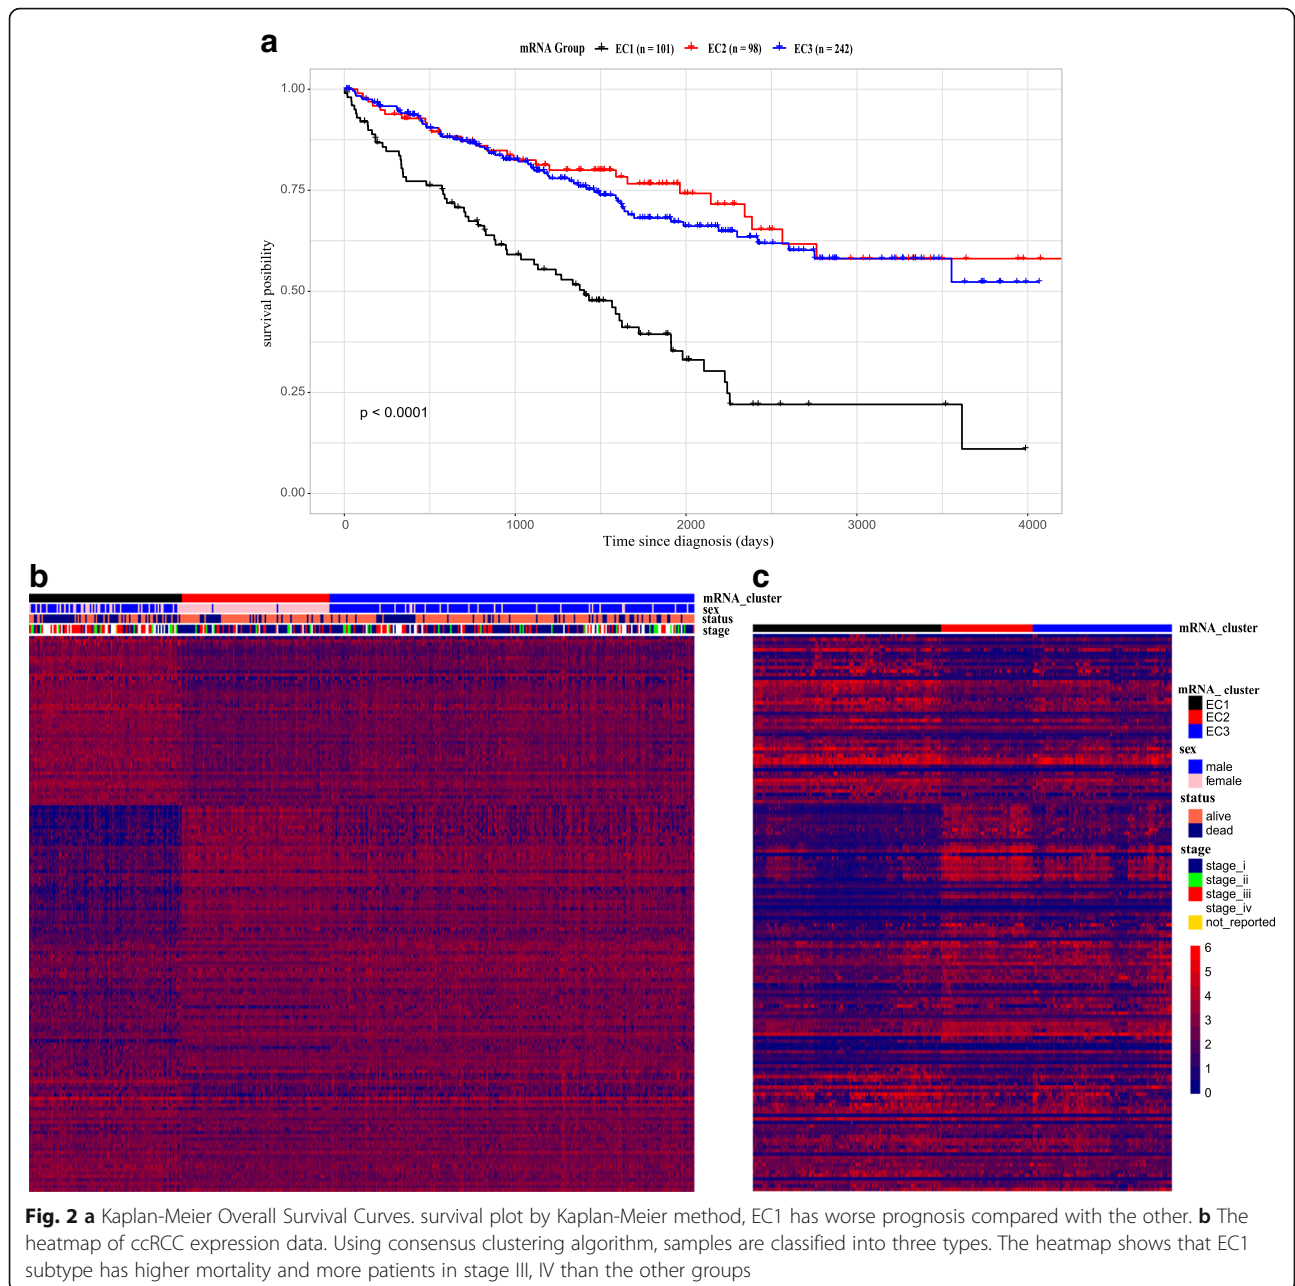 a
mRNA Group EC1 (n = 101) EC2 (n = 98) EC3 (n = 242)
1.00
0.75
0.50
0.25
0.00
survival posibility
p < 0.0001
0 1000 2000 3000 4000
Time since diagnosis (days)
b
mRNA_cluster
sex
status
stage
c
mRNA_cluster
mRNA_ cluster
EC1
EC2
EC3
sex
male
female
status
alive
dead
stage
stage_i
stage_ii
stage_iii
stage_iv
not_reported
6
5
4
3
2
1
0
Fig. 2 a Kaplan-Meier Overall Survival Curves. survival plot by Kaplan-Meier method, EC1 has worse prognosis compared with the other. b The
heatmap of ccRCC expression data. Using consensus clustering algorithm, samples are classified into three types. The heatmap shows that EC1
subtype has higher mortality and more patients in stage III, IV than the other groups